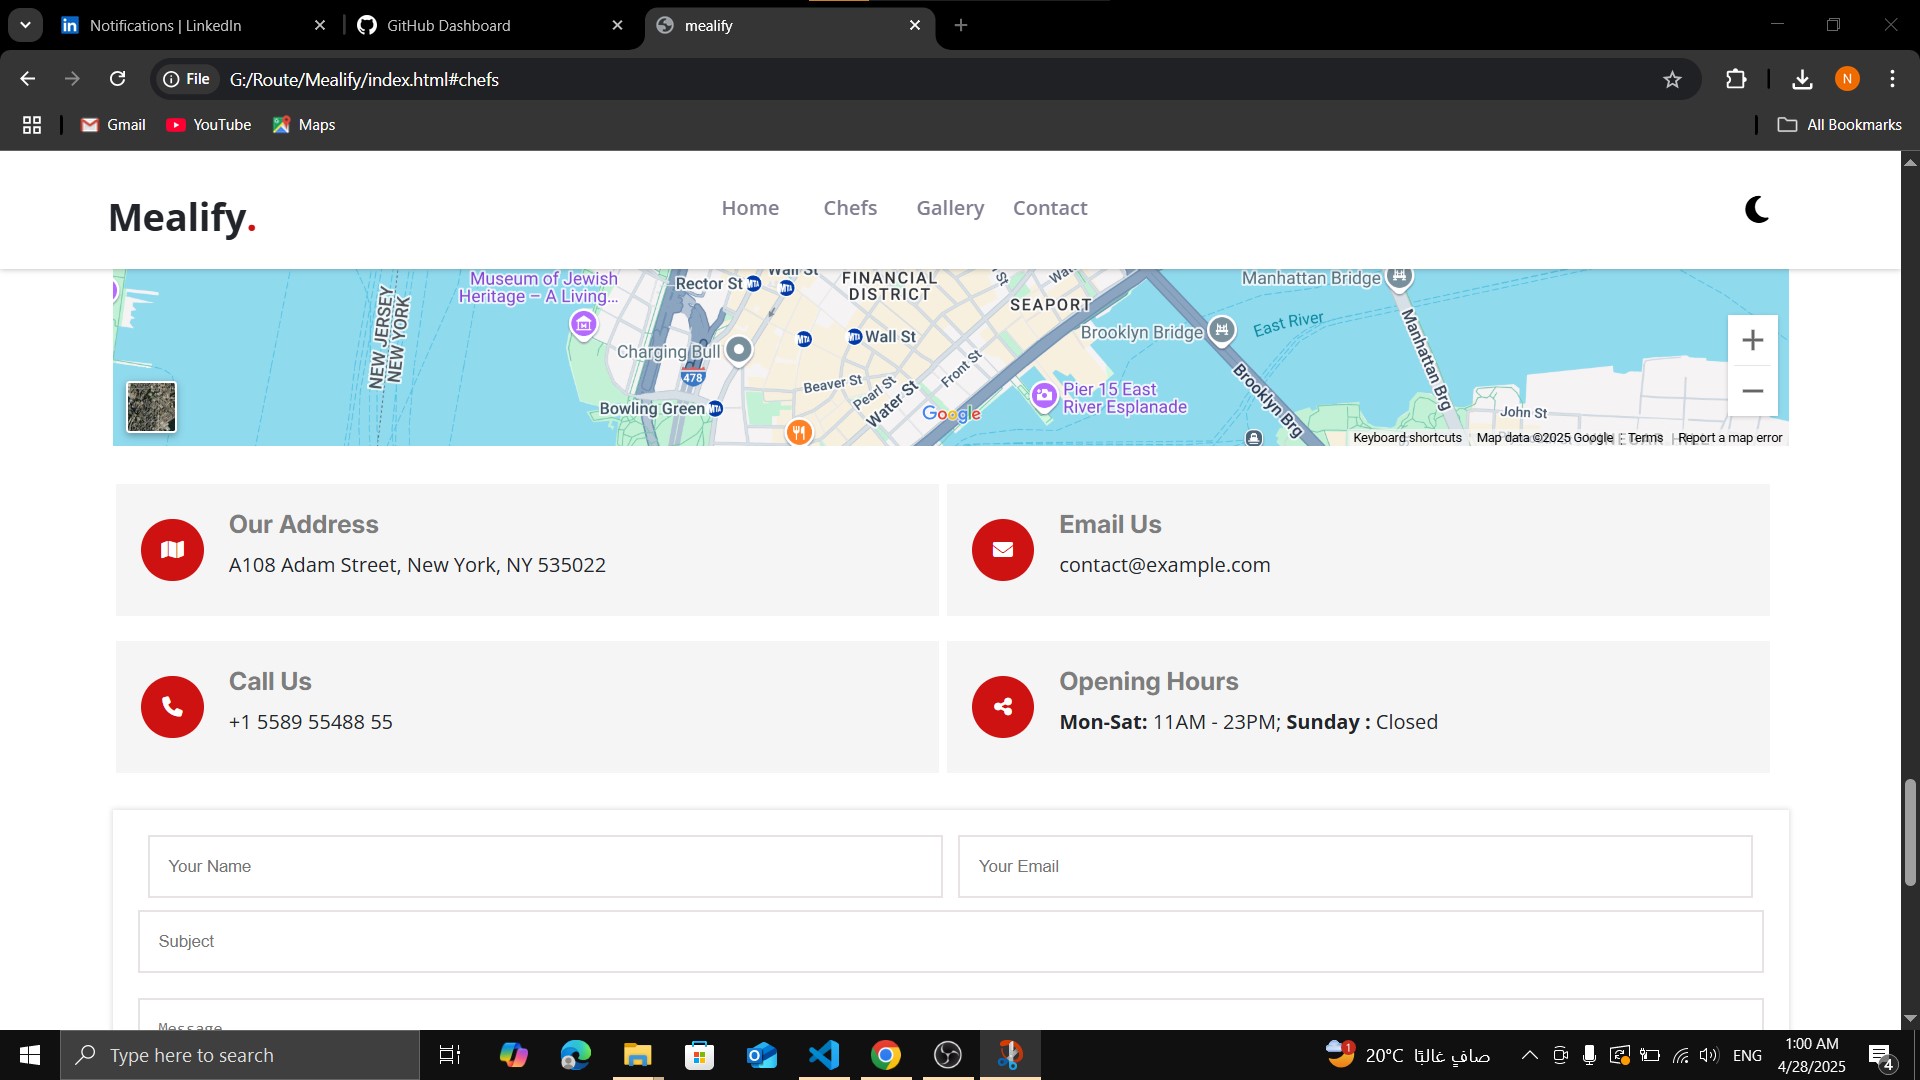 Notifications | LinkedIn
GitHub Dashboard
mealify
File G:/Route/Mealify/index.html#chefs
N
Gmail
YouTube
Maps
All Bookmarks
Mealify.
Home
Chefs
Gallery
Contact
Museum of Jewish
Heritage – A Living...
NEW JERSEY
NEW YORK
Rector St
Wall St
FINANCIAL
DISTRICT
SEAPORT
Manhattan Bridge
Brooklyn Bridge
East River
Wall St
Charging Bull
478
Beaver St
Pearl St
Water St
Front St
Bowling Green
Google
Pier 15 East
River Esplanade
Brooklyn Brg
Manhattan Brg
John St
Keyboard shortcuts
Map data ©2025 Google
Terms
Report a map error
Our Address
A108 Adam Street, New York, NY 535022
Email Us
contact@example.com
Call Us
+1 5589 55488 55
Opening Hours
Mon-Sat: 11AM - 23PM; Sunday : Closed
Your Name
Your Email
Subject
Message
Type here to search
1
20°C صافٍ غالبًا
ENG
1:00 AM
4/28/2025
4